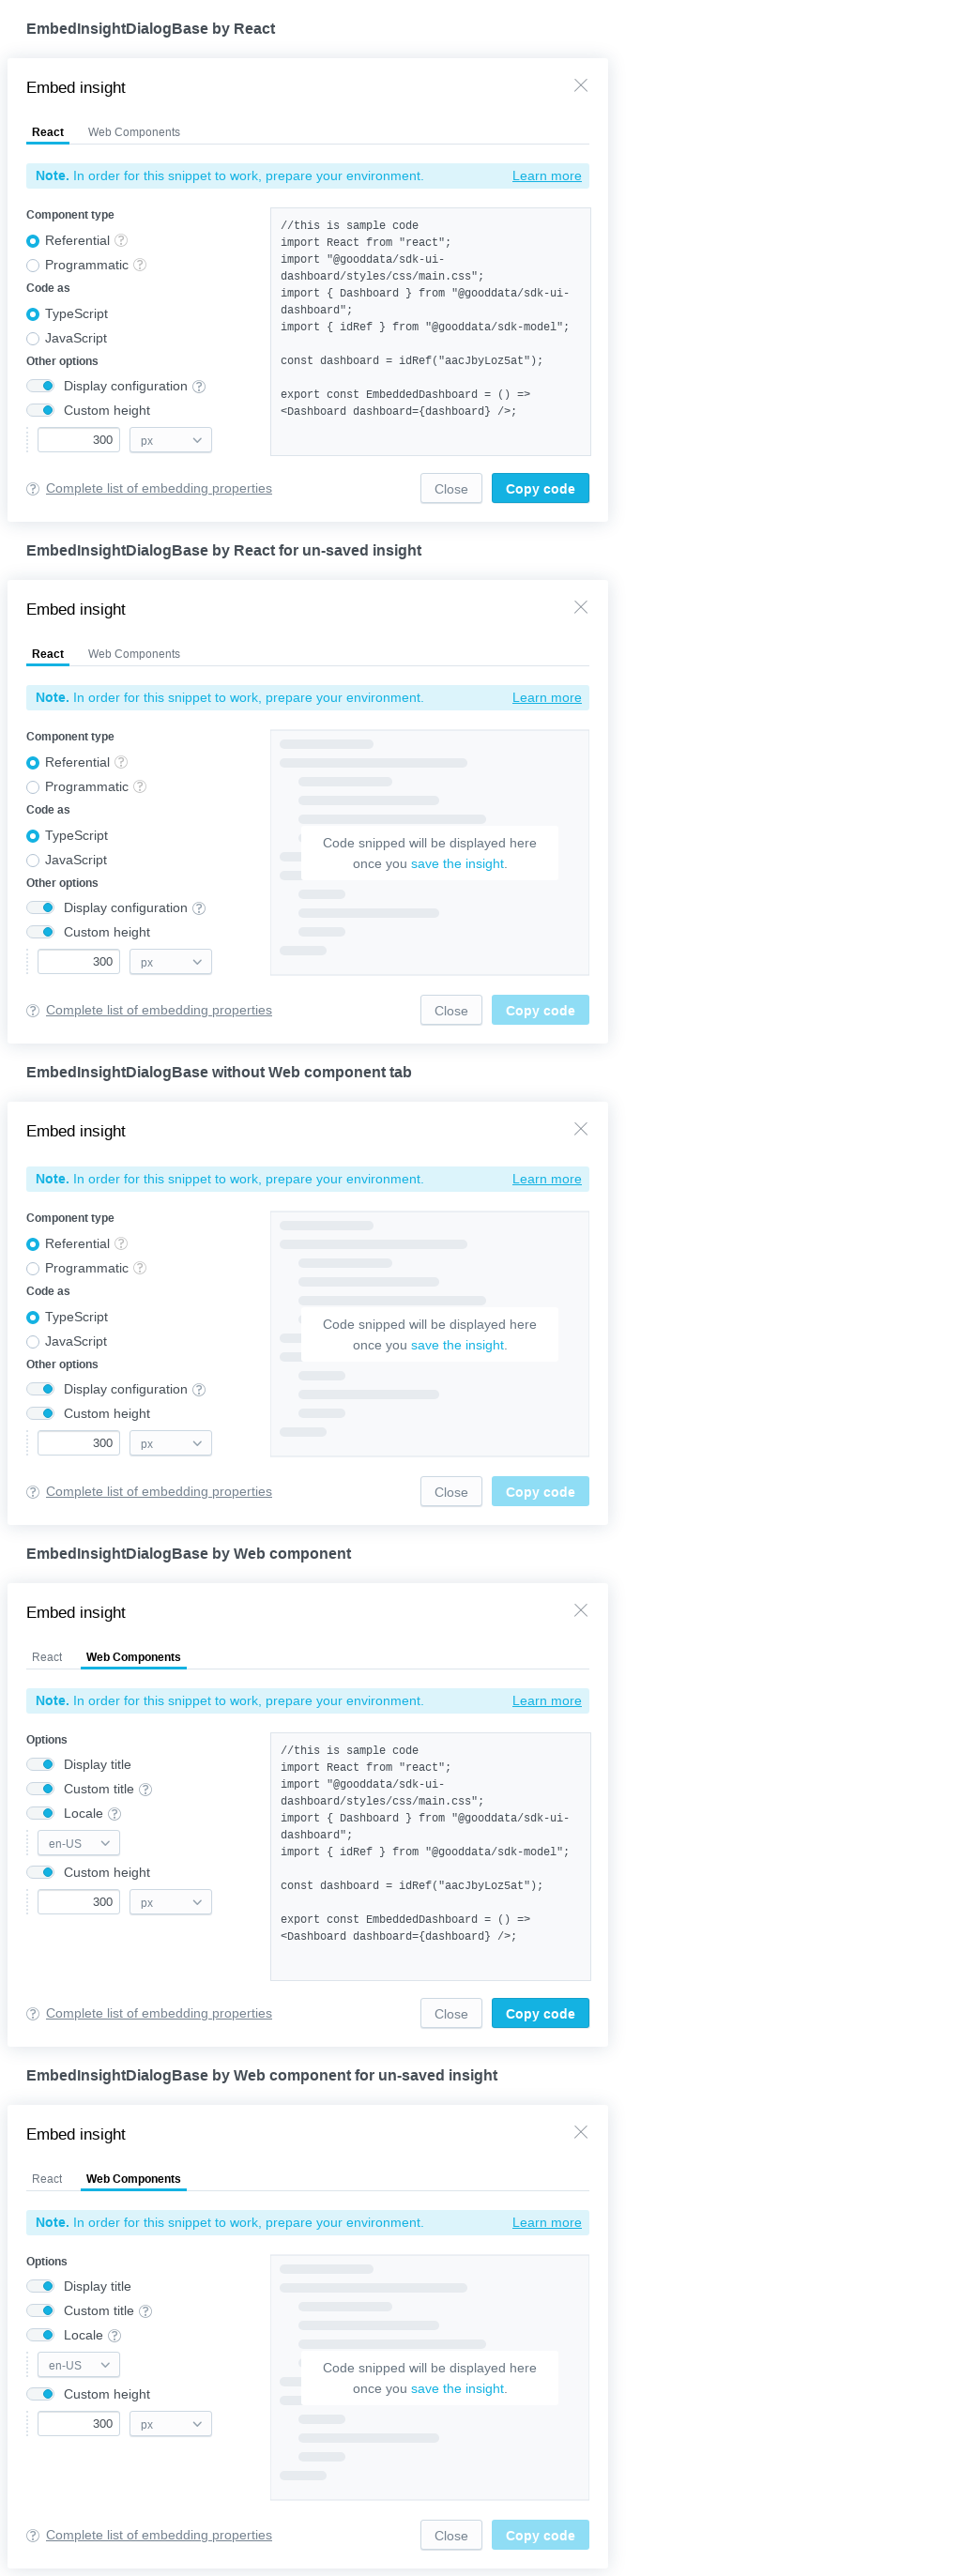 EmbedInsightDialogBase by React
Embed insight
React Web Components
Note. In order for this snippet to work, prepare your environment. Learn more
Component type
Referential
Programmatic
Code as
TypeScript
JavaScript
Other options
Display configuration
Custom height
300 px
//this is sample code
import React from "react";
import "@gooddata/sdk-ui-
dashboard/styles/css/main.css";
import { Dashboard } from "@gooddata/sdk-ui-
dashboard";
import { idRef } from "@gooddata/sdk-model";
const dashboard = idRef("aacJbyLoz5at");
export const EmbeddedDashboard = () =>
<Dashboard dashboard={dashboard} />;
Complete list of embedding properties Close Copy code
EmbedInsightDialogBase by React for un-saved insight
Embed insight
React Web Components
Note. In order for this snippet to work, prepare your environment. Learn more
Component type
Referential
Programmatic
Code as
TypeScript
JavaScript
Other options
Display configuration
Custom height
300 px
Code snipped will be displayed here
once you save the insight.
Complete list of embedding properties Close Copy code
EmbedInsightDialogBase without Web component tab
Embed insight
Note. In order for this snippet to work, prepare your environment. Learn more
Component type
Referential
Programmatic
Code as
TypeScript
JavaScript
Other options
Display configuration
Custom height
300 px
Code snipped will be displayed here
once you save the insight.
Complete list of embedding properties Close Copy code
EmbedInsightDialogBase by Web component
Embed insight
React Web Components
Note. In order for this snippet to work, prepare your environment. Learn more
Options
Display title
Custom title
Locale
en-US
Custom height
300 px
//this is sample code
import React from "react";
import "@gooddata/sdk-ui-
dashboard/styles/css/main.css";
import { Dashboard } from "@gooddata/sdk-ui-
dashboard";
import { idRef } from "@gooddata/sdk-model";
const dashboard = idRef("aacJbyLoz5at");
export const EmbeddedDashboard = () =>
<Dashboard dashboard={dashboard} />;
Complete list of embedding properties Close Copy code
EmbedInsightDialogBase by Web component for un-saved insight
Embed insight
React Web Components
Note. In order for this snippet to work, prepare your environment. Learn more
Options
Display title
Custom title
Locale
en-US
Custom height
300 px
Code snipped will be displayed here
once you save the insight.
Complete list of embedding properties Close Copy code